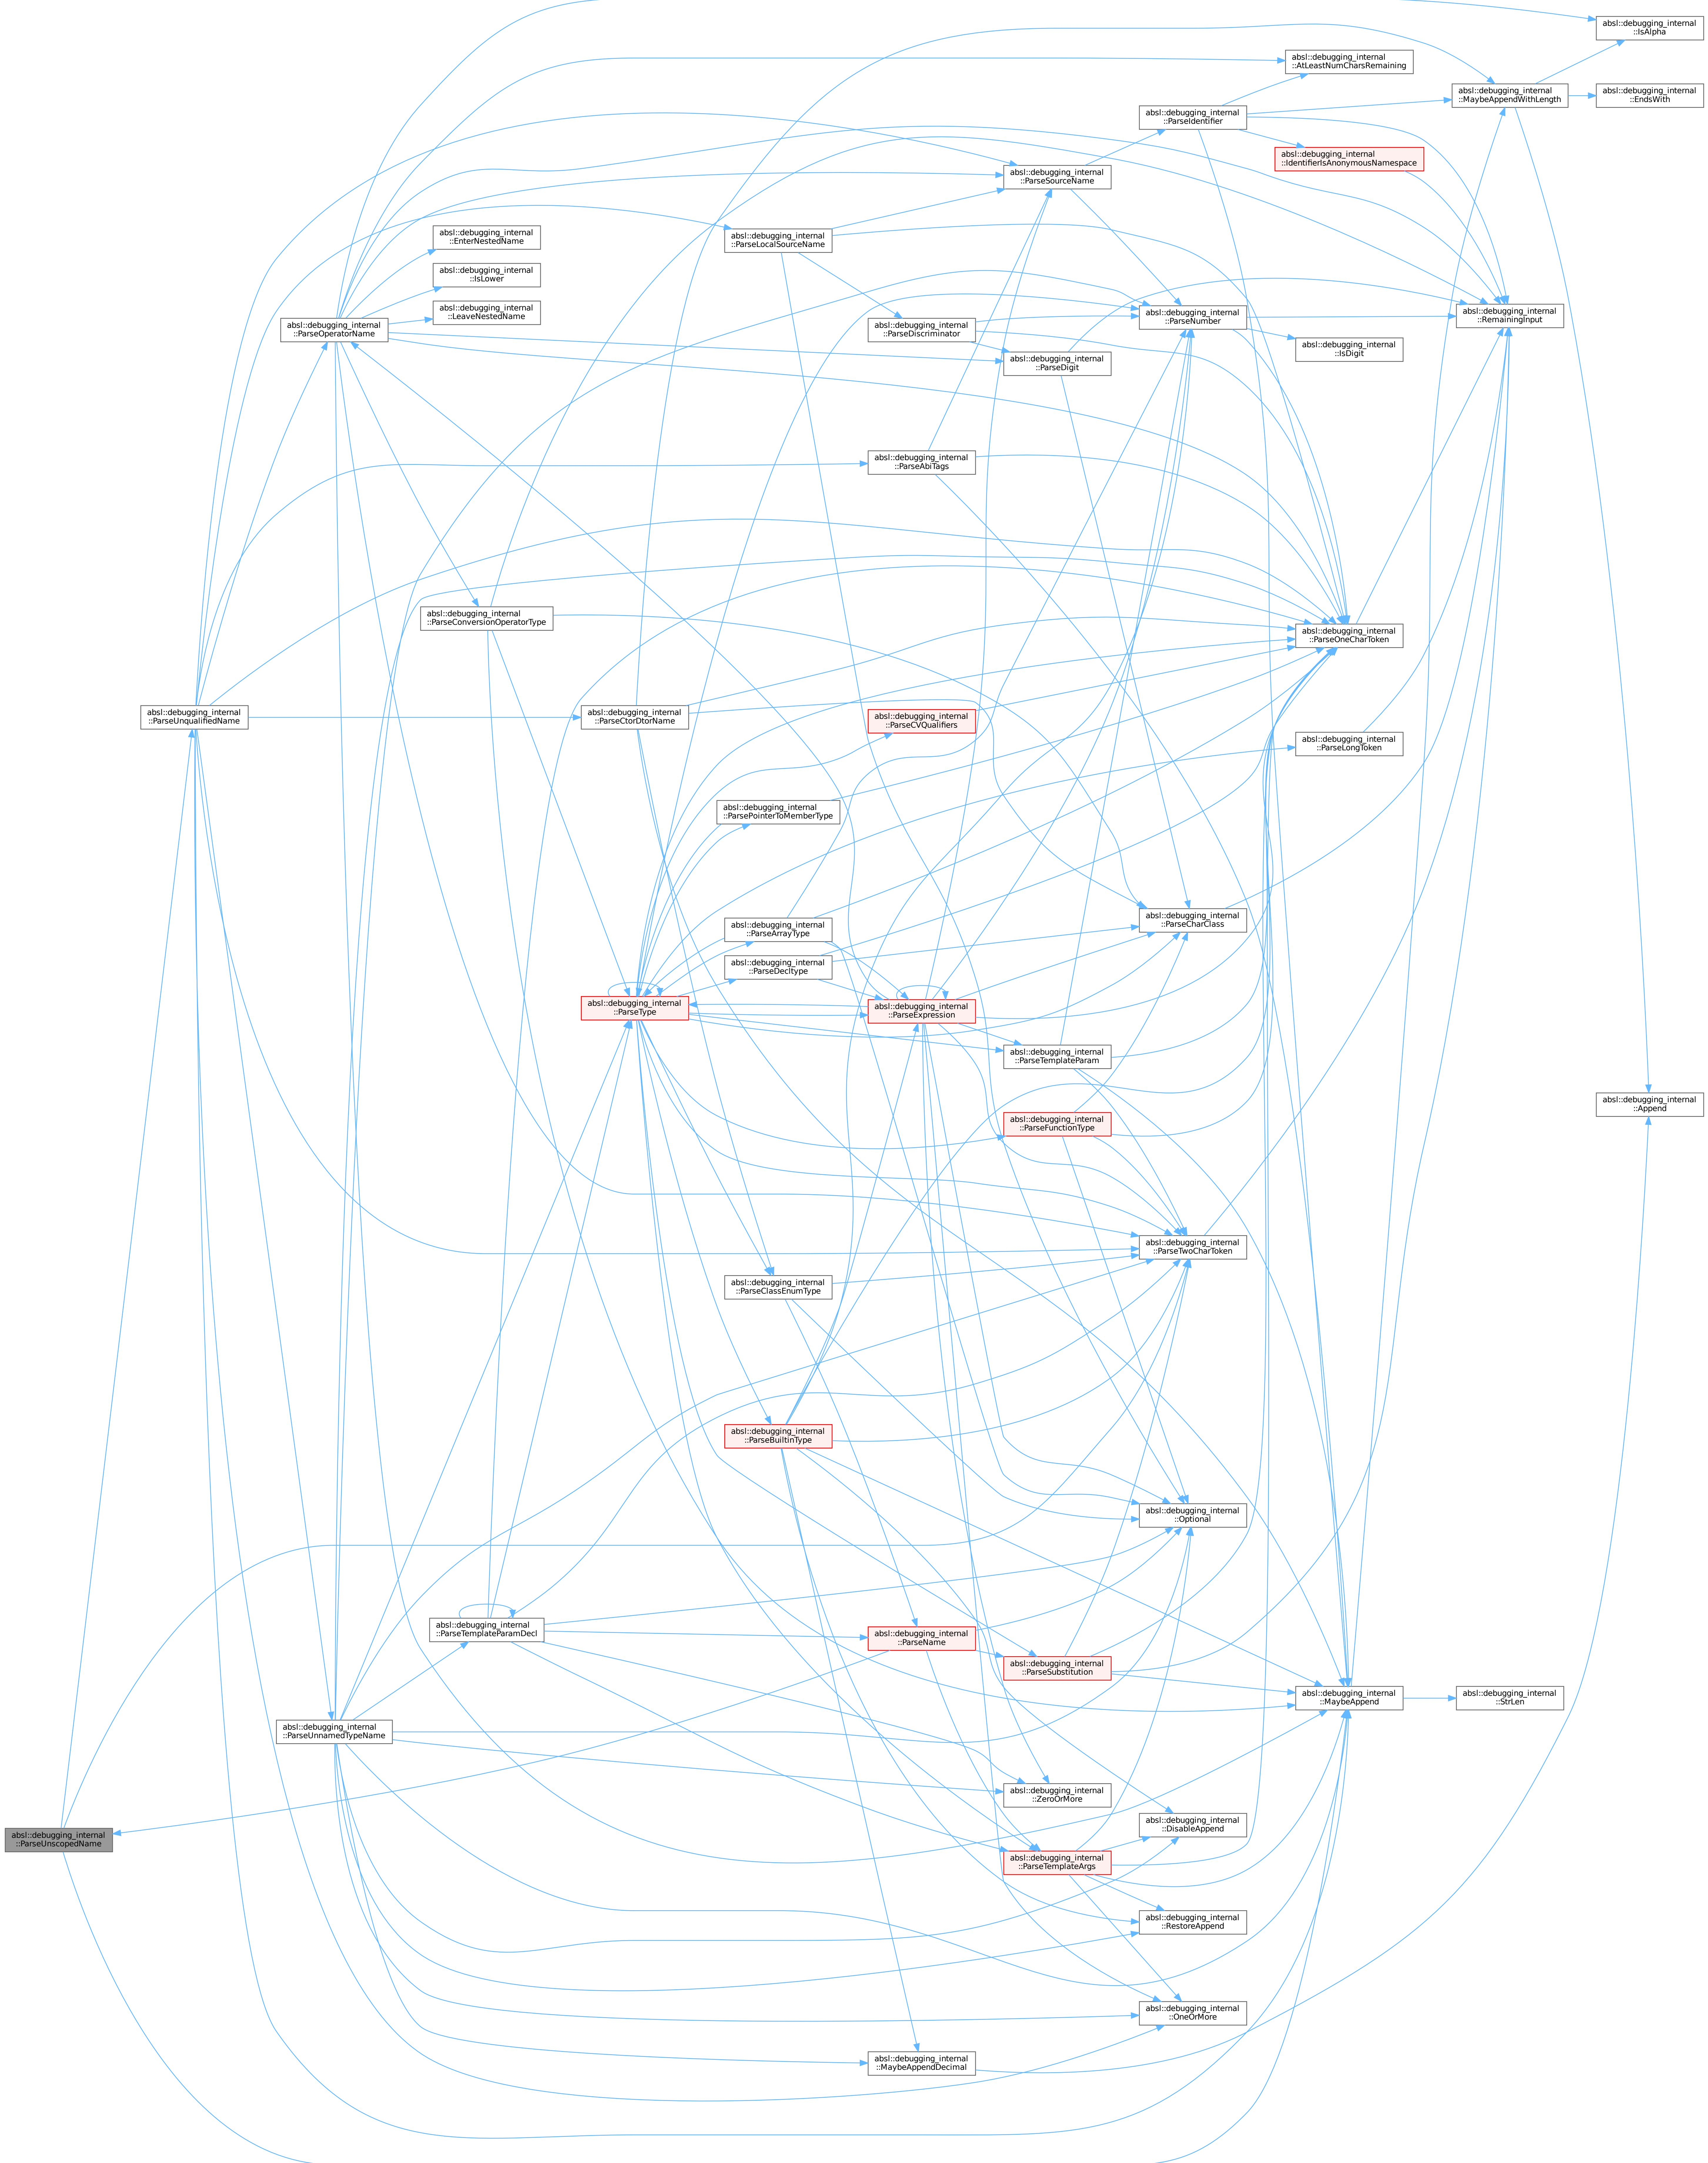 absl::debugging_internal
::IsAlpha
absl::debugging_internal
::AtLeastNumCharsRemaining
absl::debugging_internal
::MaybeAppendWithLength
absl::debugging_internal
::EndsWith
absl::debugging_internal
::ParseIdentifier
absl::debugging_internal
::IdentifierIsAnonymousNamespace
absl::debugging_internal
::ParseSourceName
absl::debugging_internal
::EnterNestedName
absl::debugging_internal
::ParseLocalSourceName
absl::debugging_internal
::IsLower
absl::debugging_internal
::LeaveNestedName
absl::debugging_internal
::ParseOperatorName
absl::debugging_internal
::ParseDiscriminator
absl::debugging_internal
::ParseNumber
absl::debugging_internal
::RemainingInput
absl::debugging_internal
::IsDigit
absl::debugging_internal
::ParseDigit
absl::debugging_internal
::ParseAbiTags
absl::debugging_internal
::ParseConversionOperatorType
absl::debugging_internal
::ParseOneCharToken
absl::debugging_internal
::ParseUnqualifiedName
absl::debugging_internal
::ParseCtorDtorName
absl::debugging_internal
::ParseCVQualifiers
absl::debugging_internal
::ParseLongToken
absl::debugging_internal
::ParsePointerToMemberType
absl::debugging_internal
::ParseArrayType
absl::debugging_internal
::ParseCharClass
absl::debugging_internal
::ParseDecltype
absl::debugging_internal
::ParseType
absl::debugging_internal
::ParseExpression
absl::debugging_internal
::ParseTemplateParam
absl::debugging_internal
::Append
absl::debugging_internal
::ParseFunctionType
absl::debugging_internal
::ParseTwoCharToken
absl::debugging_internal
::ParseClassEnumType
absl::debugging_internal
::ParseBuiltinType
absl::debugging_internal
::Optional
absl::debugging_internal
::ParseTemplateParamDecl
absl::debugging_internal
::ParseName
absl::debugging_internal
::ParseSubstitution
absl::debugging_internal
::MaybeAppend
absl::debugging_internal
::StrLen
absl::debugging_internal
::ParseUnnamedTypeName
absl::debugging_internal
::ZeroOrMore
absl::debugging_internal
::DisableAppend
absl::debugging_internal
::ParseUnscopedName
absl::debugging_internal
::ParseTemplateArgs
absl::debugging_internal
::RestoreAppend
absl::debugging_internal
::OneOrMore
absl::debugging_internal
::MaybeAppendDecimal